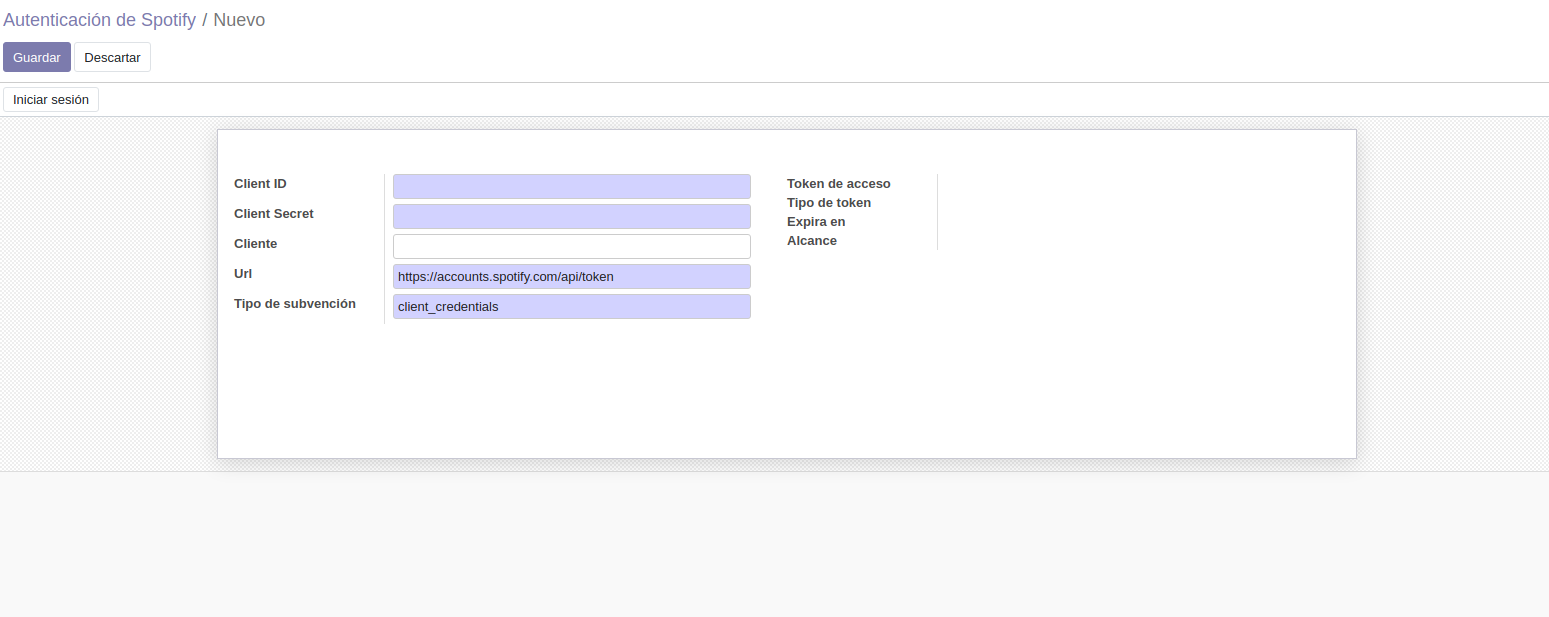 Autenticación de Spotify / Nuevo
Guardar Descartar
Iniciar sesión
Client ID
Client Secret
Cliente
Url https://accounts.spotify.com/api/token
Tipo de subvención client_credentials
Token de acceso
Tipo de token
Expira en
Alcance